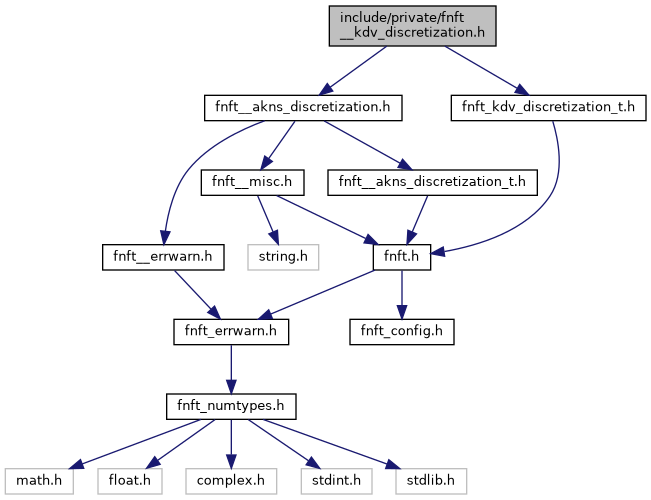 include/private/fnft
__kdv_discretization.h
fnft__akns_discretization.h
fnft_kdv_discretization_t.h
fnft__misc.h
fnft__akns_discretization_t.h
fnft__errwarn.h
string.h
fnft.h
fnft_errwarn.h
fnft_config.h
fnft_numtypes.h
math.h
float.h
complex.h
stdint.h
stdlib.h